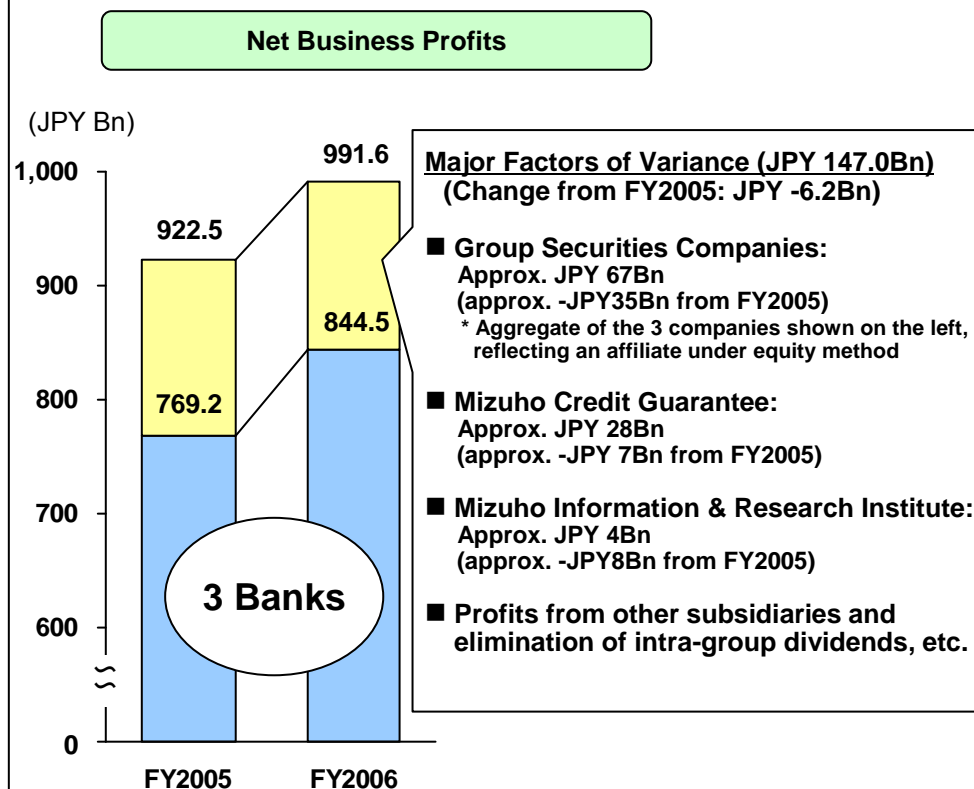 Net Business Profits
(JPY Bn)
1,000
900
800
700
600
0
922.5
769.2
991.6
844.5
3 Banks
FY2005
FY2006
Major Factors of Variance (JPY 147.0Bn)
(Change from FY2005: JPY -6.2Bn)
■ Group Securities Companies:
Approx. JPY 67Bn
(approx. -JPY35Bn from FY2005)
* Aggregate of the 3 companies shown on the left,
reflecting an affiliate under equity method
■ Mizuho Credit Guarantee:
Approx. JPY 28Bn
(approx. -JPY 7Bn from FY2005)
■ Mizuho Information & Research Institute:
Approx. JPY 4Bn
(approx. -JPY8Bn from FY2005)
■ Profits from other subsidiaries and
elimination of intra-group dividends, etc.